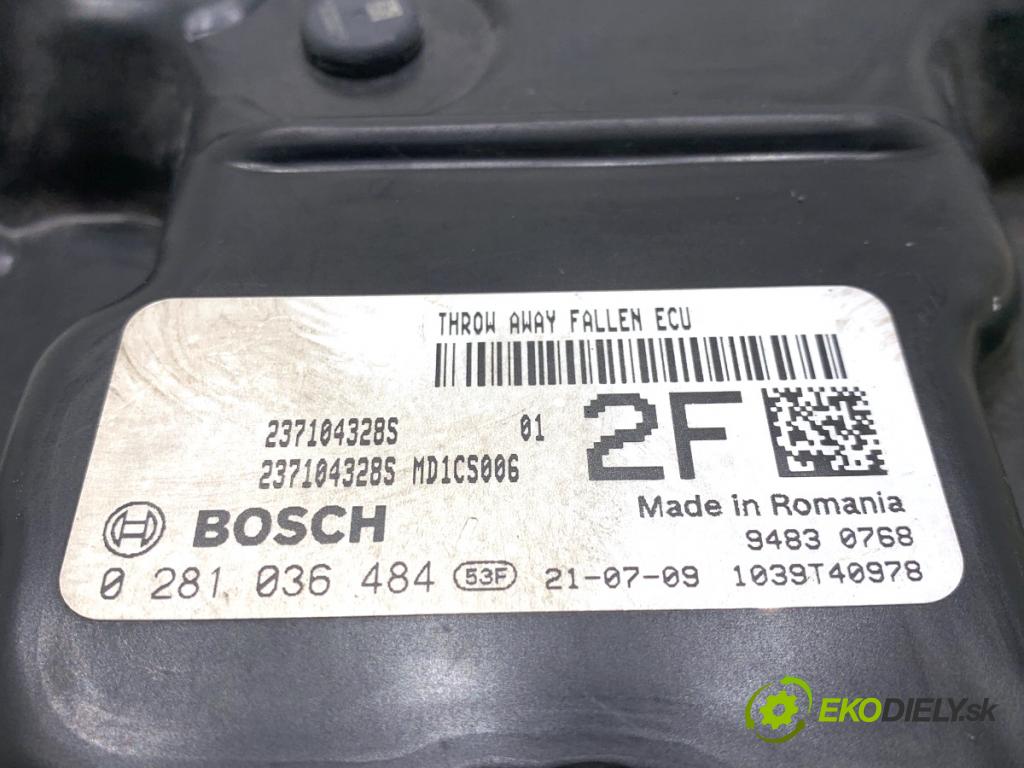 THROW AWAY FALLEN ECU
237104328S 01
237104328S MD1CS006
2F
Made in Romania
BOSCH
9483 0768
0 281 036 484 53F 21-07-09 1039T40978
EKODIELY.sk